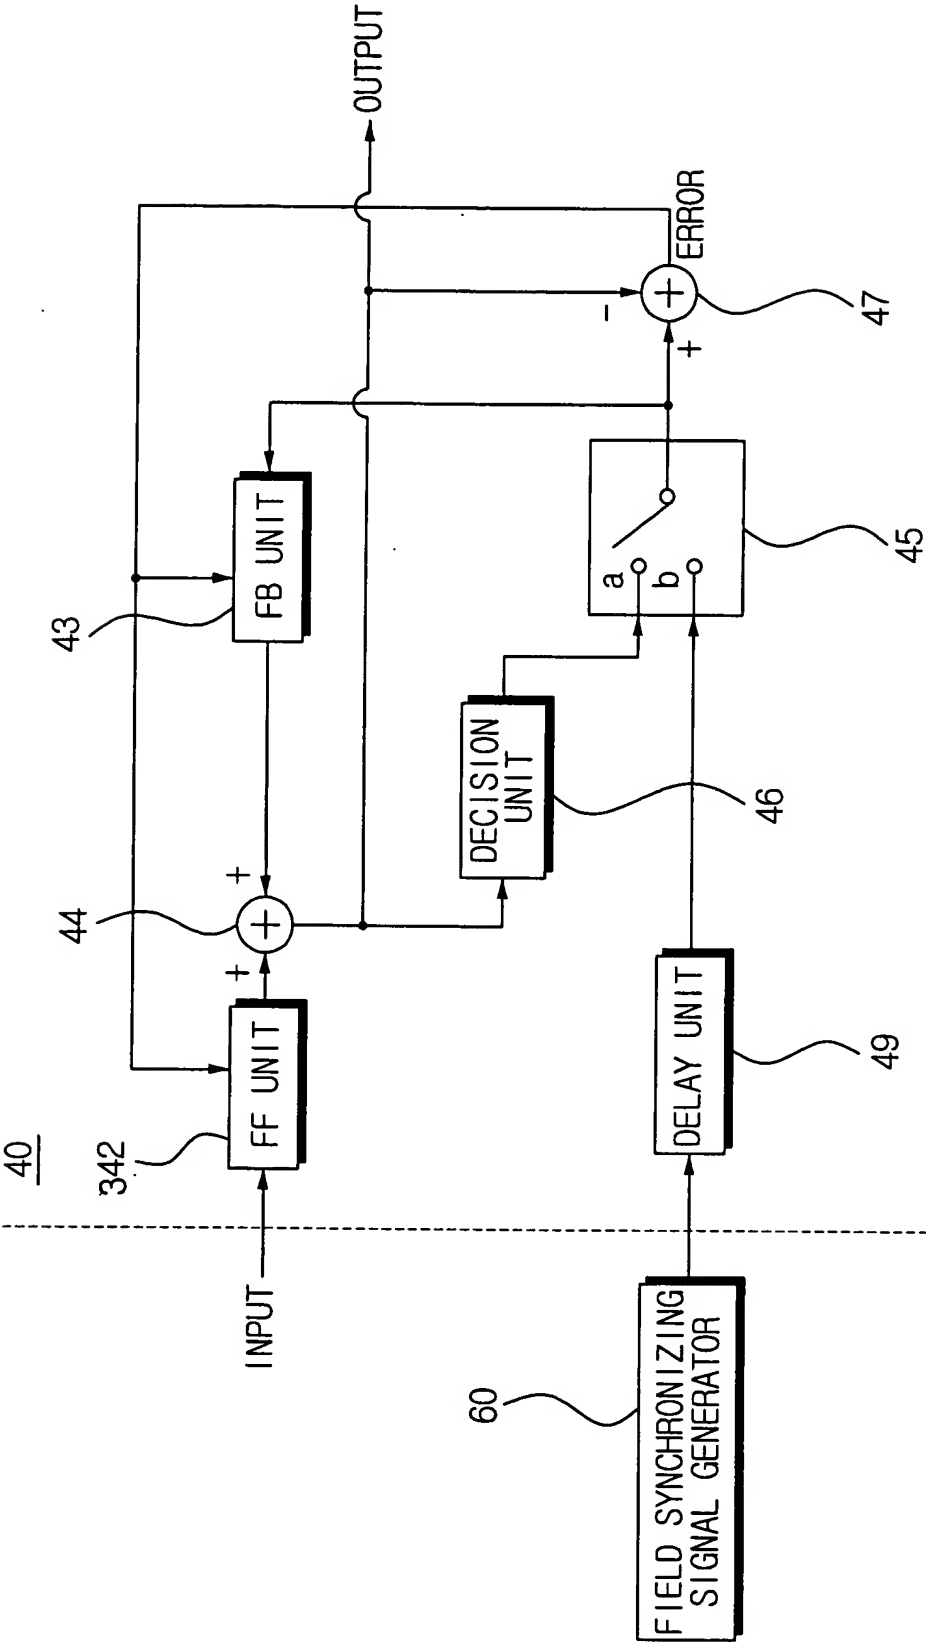 40
342
FF UNIT
INPUT
+
44
+
+
43
FB UNIT
OUTPUT
DECISION
UNIT
46
a
b
45
-
+
+
ERROR
47
60
FIELD SYNCHRONIZING
SIGNAL GENERATOR
DELAY UNIT
49